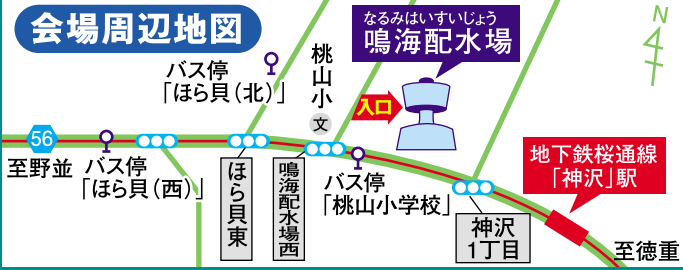 会場周辺地図
なるみはいすいじょう
鳴海配水場
N
バス停
「ほら貝(北)」
桃山小
文
入口
56
至野並
バス停
「ほら貝(西)」
ほら貝東
鳴海配水場西
バス停
「桃山小学校」
地下鉄桜通線
「神沢」駅
神沢
1丁目
至徳重